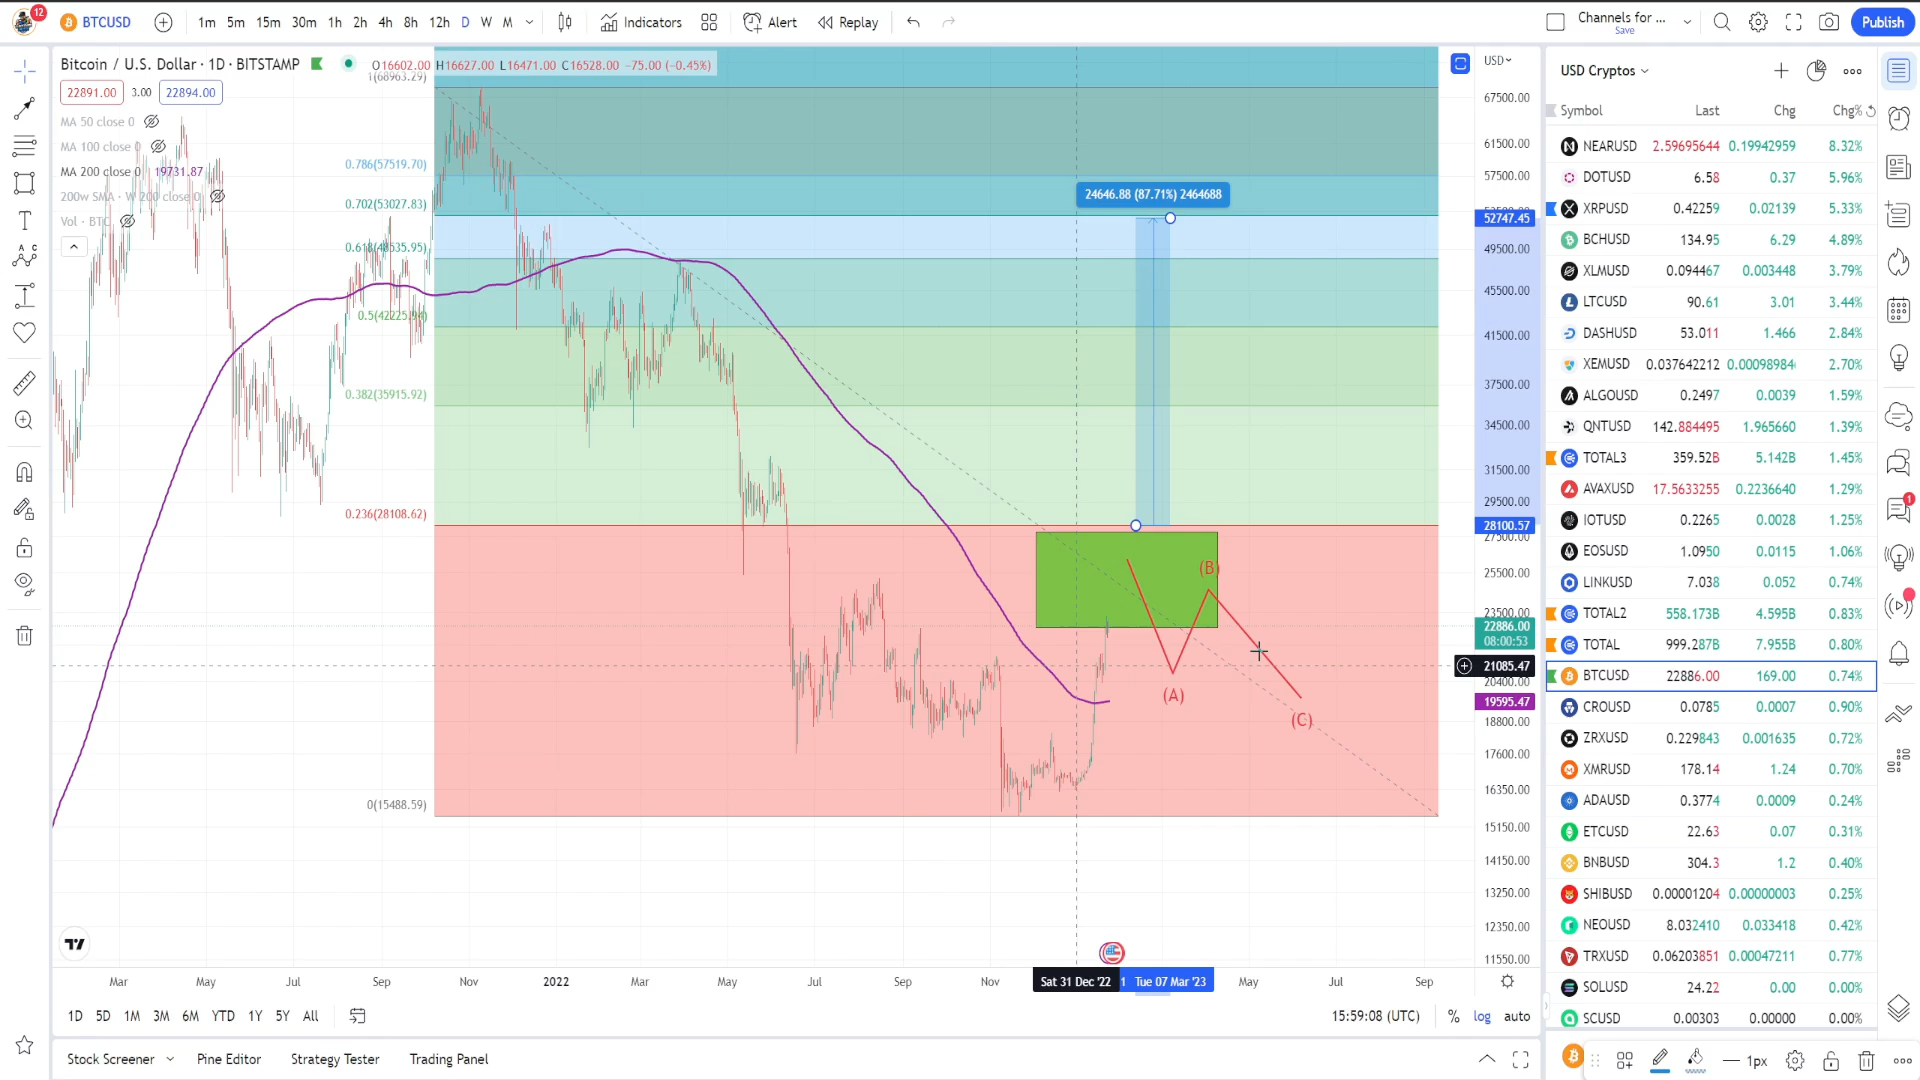 12
BTCUSD
1m 5m 15m 30m 1h 2h 4h 8h 12h D W M
Indicators
Alert
Replay
Channels for ...
Save
Publish
Bitcoin / U.S. Dollar · 1D · BITSTAMP
O16602.00 H16627.00 L16471.00 C16528.00 −75.00 (−0.45%)
1(68963.29)
22891.00 3.00 22894.00
MA 50 close 0
MA 100 close 0
MA 200 close 0 19731.87
200w SMA · W 200 close 0
Vol · BTC
0.786(57519.70)
0.702(53027.83)
0.618(48535.95)
0.5(42225.94)
0.382(35915.92)
0.236(28108.62)
0(15488.59)
24646.88 (87.71%) 2464688
(A)
(B)
(C)
USD
67500.00
61500.00
57500.00
52747.45
49500.00
45500.00
41500.00
37500.00
34500.00
31500.00
29500.00
28100.57
27500.00
25500.00
23500.00
22886.00
08:00:53
21085.47
20400.00
19595.47
18800.00
17600.00
16350.00
15150.00
14150.00
13250.00
12350.00
11550.00
Mar May Jul Sep Nov 2022 Mar May Jul Sep Nov Sat 31 Dec '22 1 Tue 07 Mar '23 May Jul Sep
1D 5D 1M 3M 6M YTD 1Y 5Y All
15:59:08 (UTC) % log auto
Stock Screener Pine Editor Strategy Tester Trading Panel
USD Cryptos
Symbol Last Chg Chg%
NEARUSD 2.59695644 0.19942959 8.32%
DOTUSD 6.58 0.37 5.96%
XRPUSD 0.42259 0.02139 5.33%
BCHUSD 134.95 6.29 4.89%
XLMUSD 0.094467 0.003448 3.79%
LTCUSD 90.61 3.01 3.44%
DASHUSD 53.011 1.466 2.84%
XEMUSD 0.037642212 0.00098984 2.70%
ALGOUSD 0.2497 0.0039 1.59%
QNTUSD 142.884495 1.965660 1.39%
TOTAL3 359.52B 5.142B 1.45%
AVAXUSD 17.5633255 0.2236640 1.29%
IOTUSD 0.2265 0.0028 1.25%
EOSUSD 1.0950 0.0115 1.06%
LINKUSD 7.038 0.052 0.74%
TOTAL2 558.173B 4.595B 0.83%
TOTAL 999.287B 7.955B 0.80%
BTCUSD 22886.00 169.00 0.74%
CROUSD 0.0785 0.0007 0.90%
ZRXUSD 0.229843 0.001635 0.72%
XMRUSD 178.14 1.24 0.70%
ADAUSD 0.3774 0.0009 0.24%
ETCUSD 22.63 0.07 0.31%
BNBUSD 304.3 1.2 0.40%
SHIBUSD 0.00001204 0.00000003 0.25%
NEOUSD 8.032410 0.033418 0.42%
TRXUSD 0.06203851 0.00047211 0.77%
SOLUSD 24.22 0.00 0.00%
SCUSD 0.00303 0.00000 0.00%
1px
1